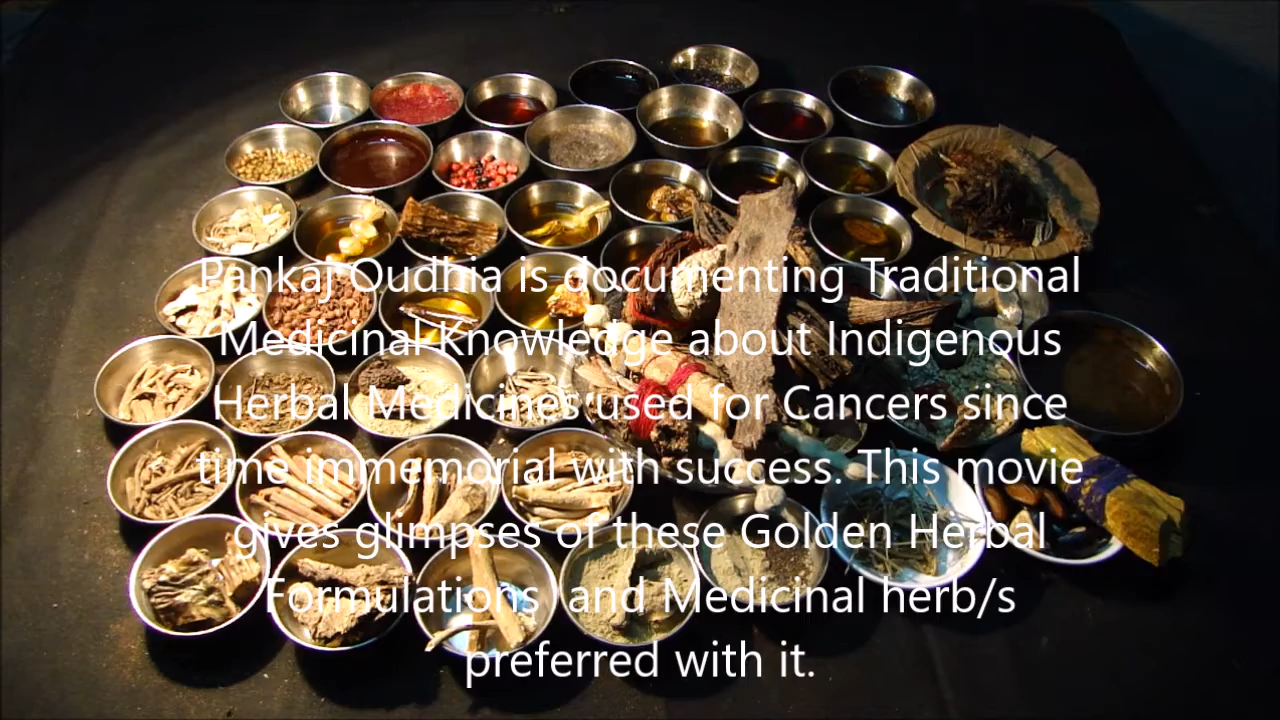 Pankaj Oudhia is documenting Traditional
Medicinal Knowledge about Indigenous
Herbal Medicines used for Cancers since
time immemorial with success. This movie
gives glimpses of these Golden Herbal
Formulations and Medicinal herb/s
preferred with it.